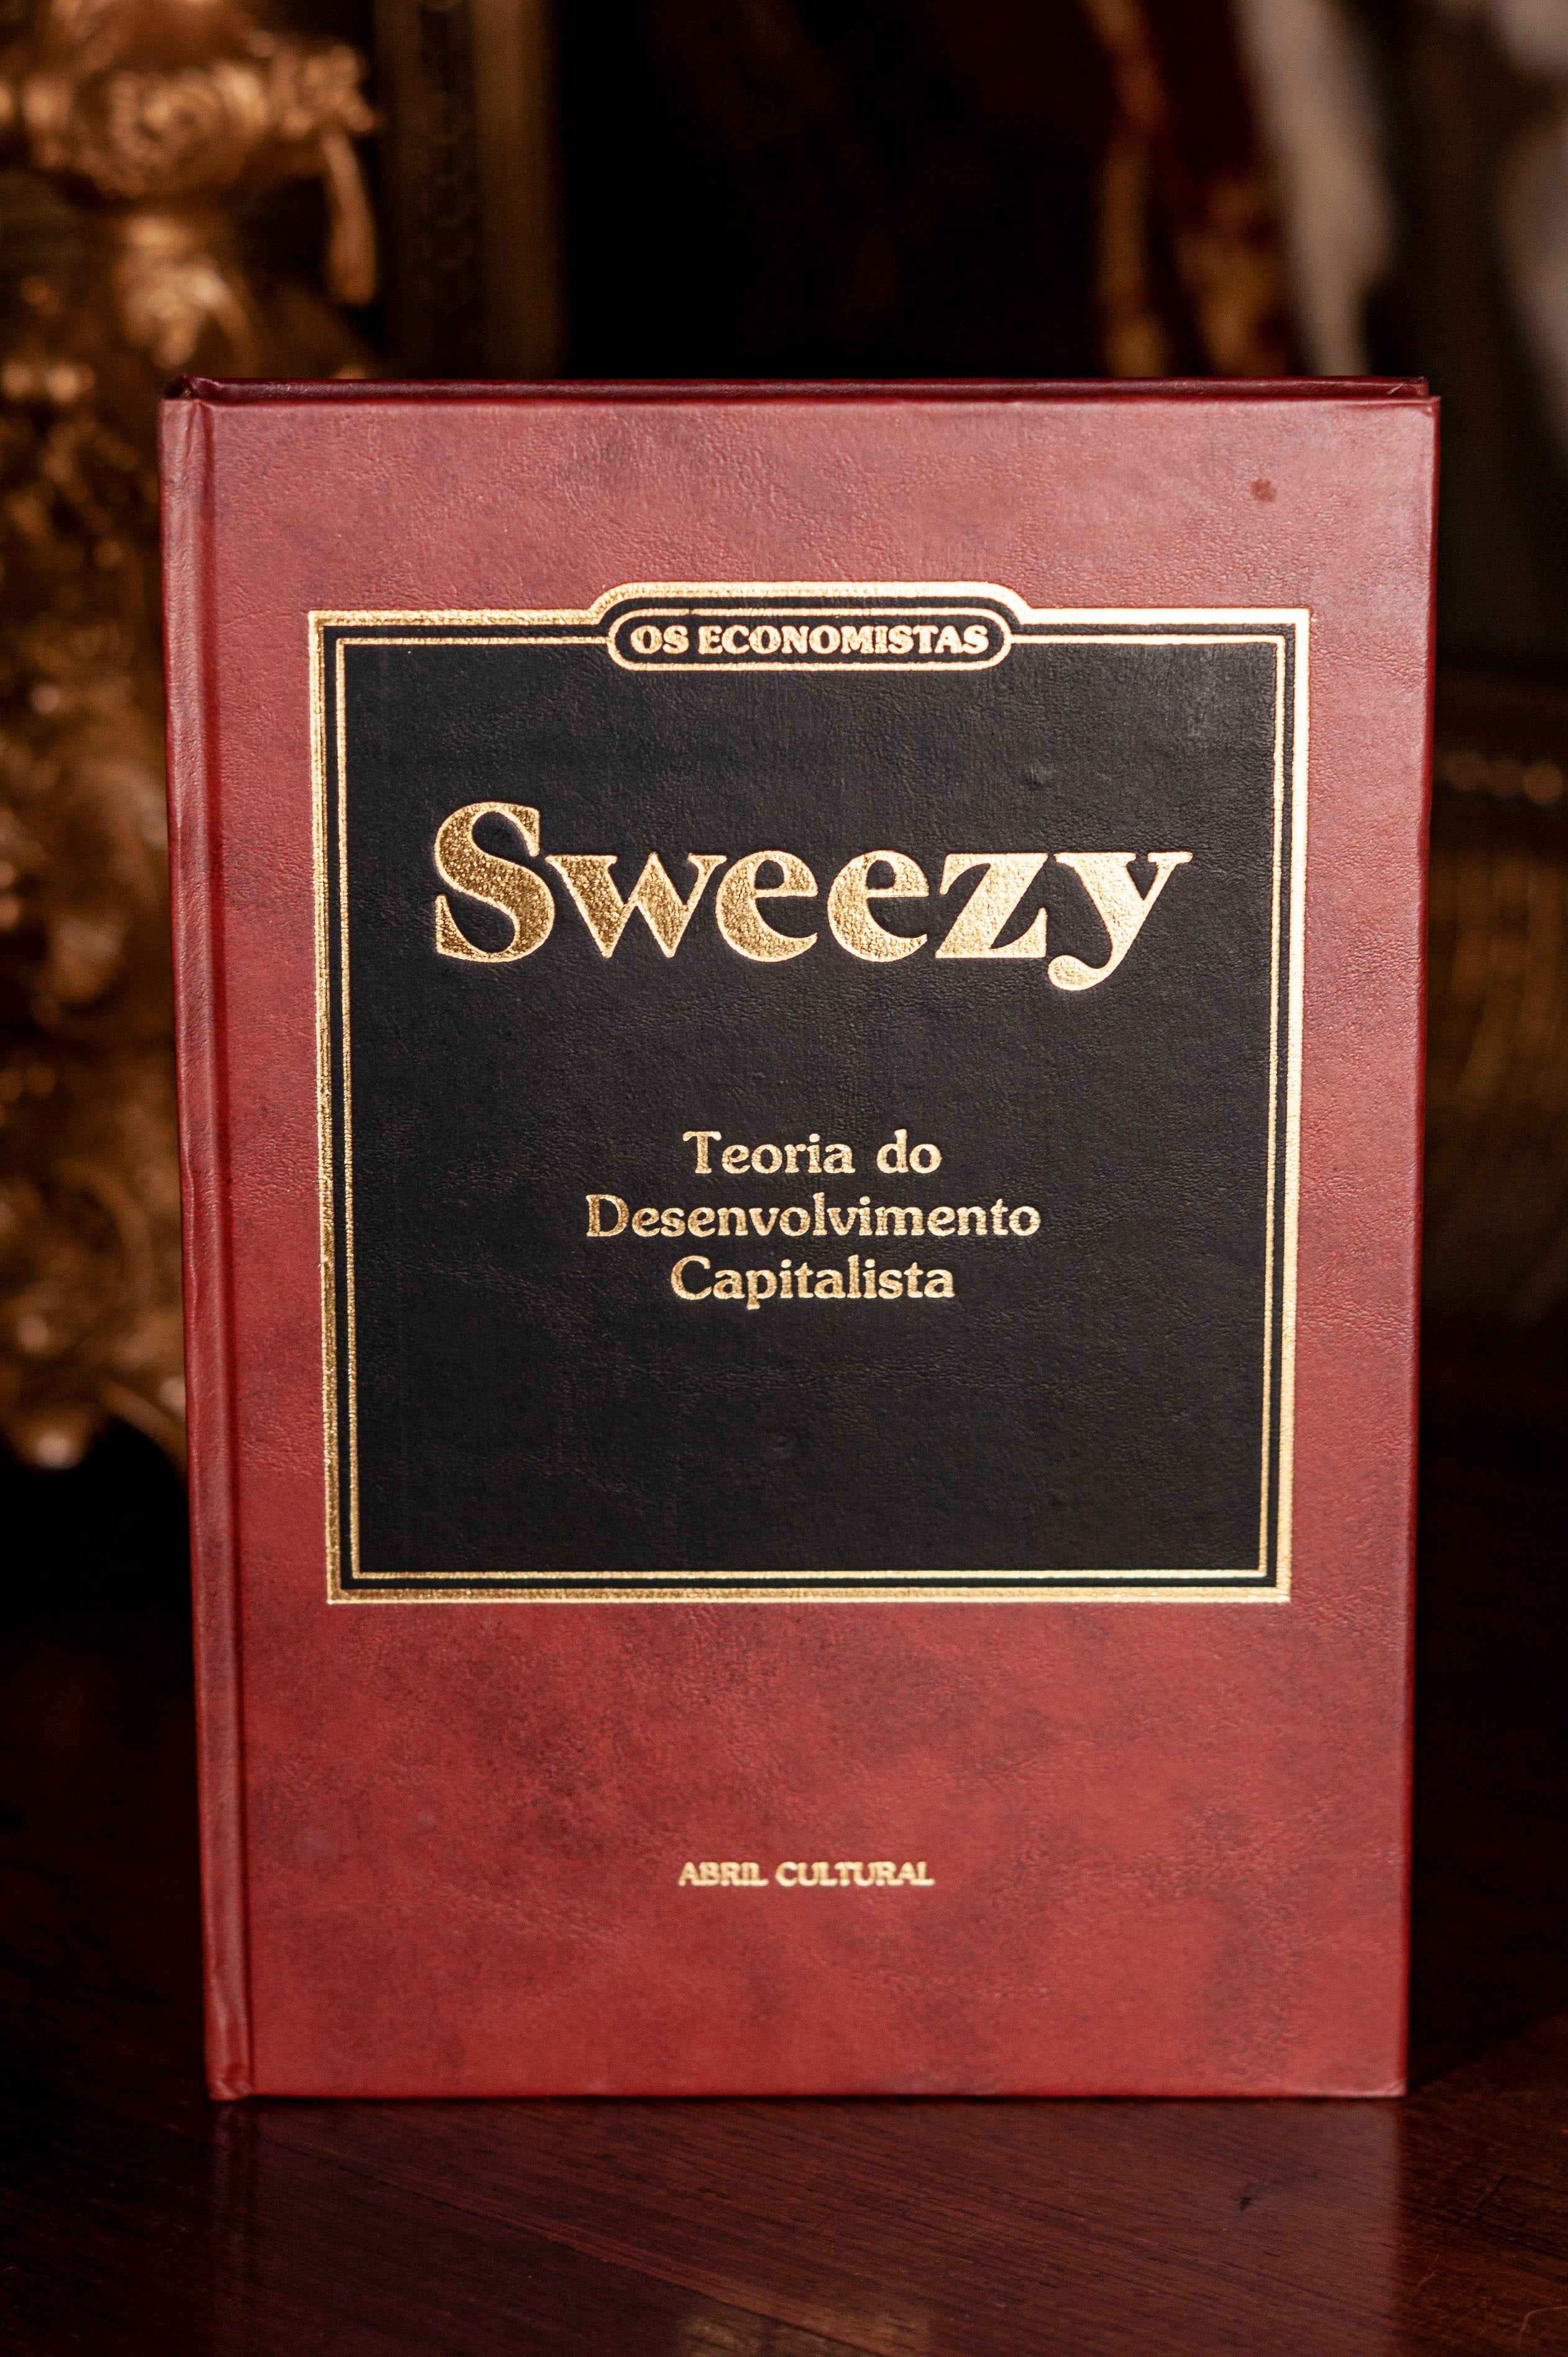 OS ECONOMISTAS
Sweezy
Teoria do
Desenvolvimento
Capitalista
ABRIL CULTURAL